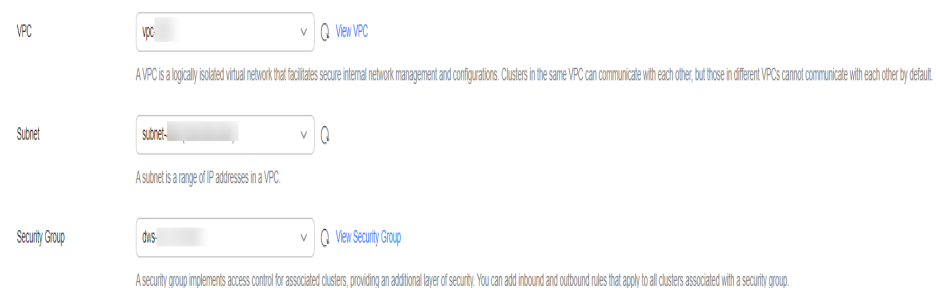 VPC
vpc-
View VPC
A VPC is a logically isolated virtual network that facilitates secure internal network management and configurations. Clusters in the same VPC can communicate with each other, but those in different VPCs cannot communicate with each other by default.
Subnet
subnet-
A subnet is a range of IP addresses in a VPC.
Security Group
dws-
View Security Group
A security group implements access control for associated clusters, providing an additional layer of security. You can add inbound and outbound rules that apply to all clusters associated with a security group.